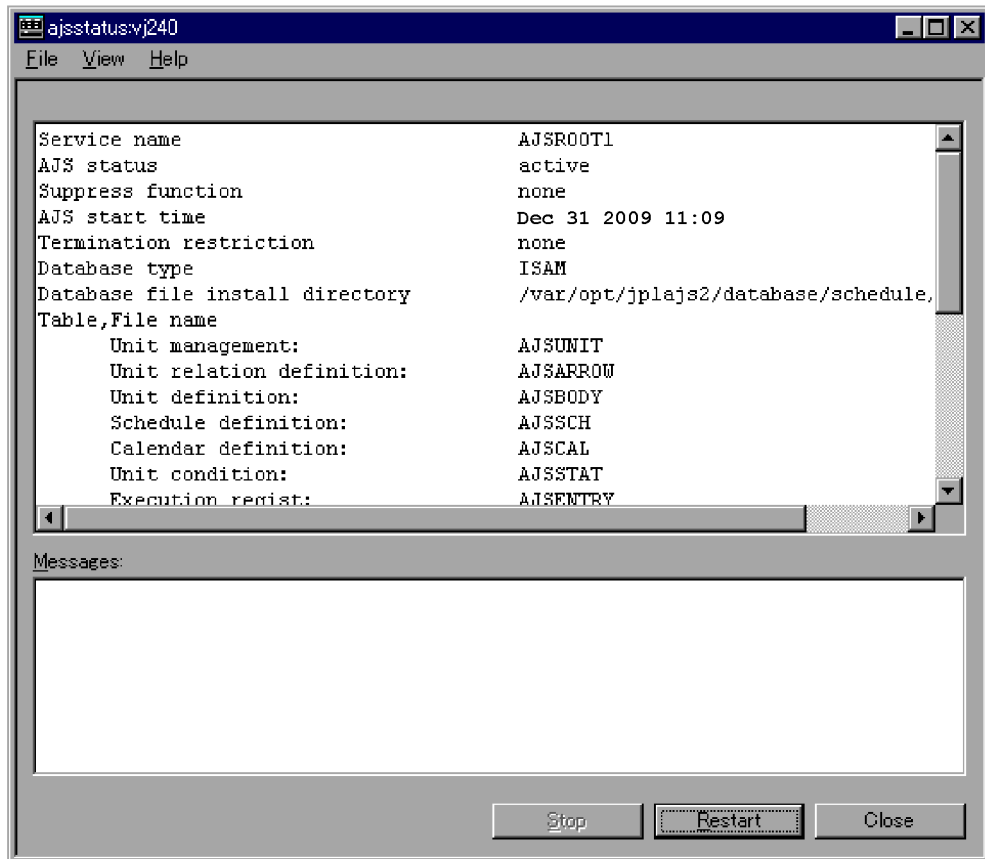 ajsstatus:vj240
File View Help
Service name AJSROOT1
AJS status active
Suppress function none
AJS start time Dec 31 2009 11:09
Termination restriction none
Database type ISAM
Database file install directory /var/opt/jp1ajs2/database/schedule,
Table,File name
Unit management: AJSUNIT
Unit relation definition: AJSARROW
Unit definition: AJSBODY
Schedule definition: AJSSCH
Calendar definition: AJSCAL
Unit condition: AJSSTAT
Execution regist: AJSENTRY
Messages:
Stop Restart Close